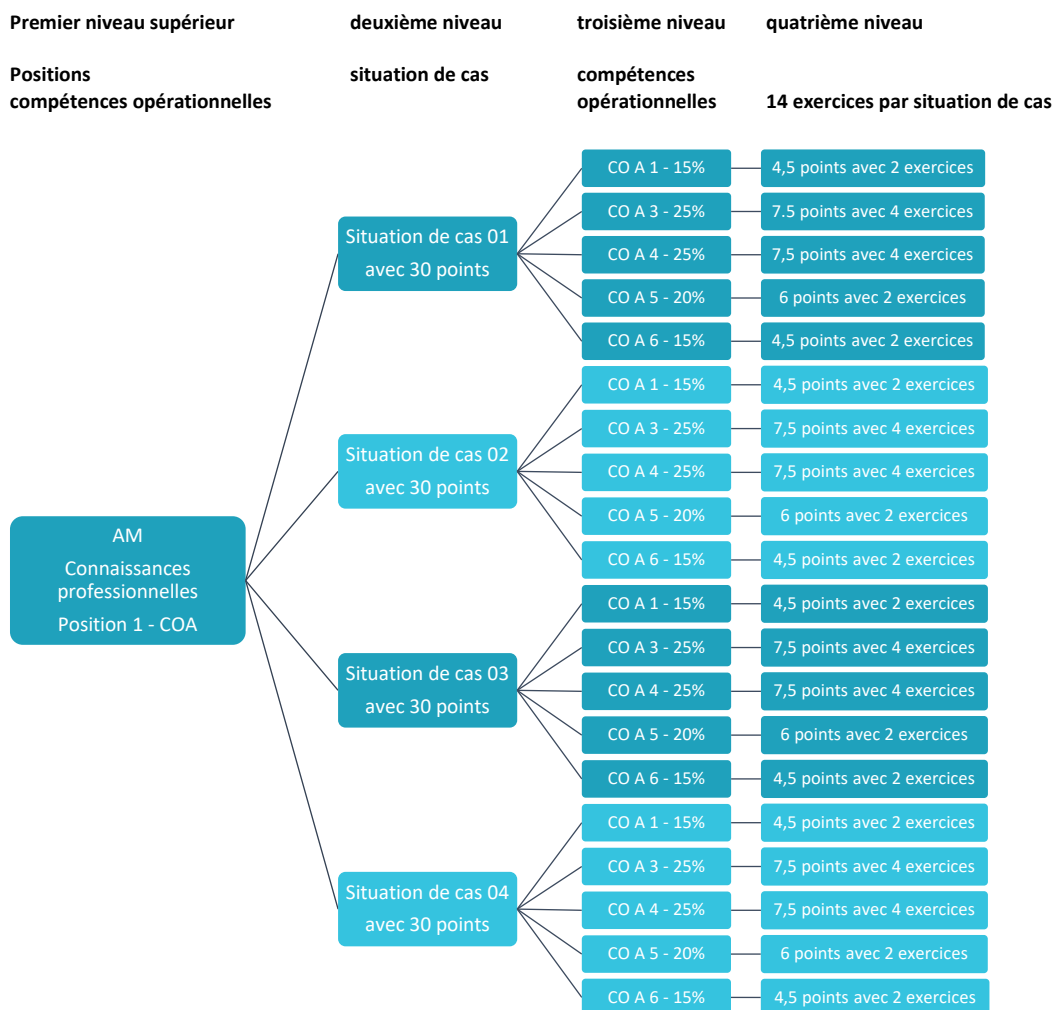 Premier niveau supérieur deuxième niveau troisième niveau quatrième niveau
Positions situation de cas compétences
compétences opérationnelles opérationnelles 14 exercices par situation de cas
AM
Connaissances
professionnelles
Position 1 - COA
Situation de cas 01
avec 30 points
CO A 1 - 15% 4,5 points avec 2 exercices
CO A 3 - 25% 7.5 points avec 4 exercices
CO A 4 - 25% 7,5 points avec 4 exercices
CO A 5 - 20% 6 points avec 2 exercices
CO A 6 - 15% 4,5 points avec 2 exercices
Situation de cas 02
avec 30 points
CO A 1 - 15% 4,5 points avec 2 exercices
CO A 3 - 25% 7,5 points avec 4 exercices
CO A 4 - 25% 7,5 points avec 4 exercices
CO A 5 - 20% 6 points avec 2 exercices
CO A 6 - 15% 4,5 points avec 2 exercices
Situation de cas 03
avec 30 points
CO A 1 - 15% 4,5 points avec 2 exercices
CO A 3 - 25% 7,5 points avec 4 exercices
CO A 4 - 25% 7,5 points avec 4 exercices
CO A 5 - 20% 6 points avec 2 exercices
CO A 6 - 15% 4,5 points avec 2 exercices
Situation de cas 04
avec 30 points
CO A 1 - 15% 4,5 points avec 2 exercices
CO A 3 - 25% 7,5 points avec 4 exercices
CO A 4 - 25% 7,5 points avec 4 exercices
CO A 5 - 20% 6 points avec 2 exercices
CO A 6 - 15% 4,5 points avec 2 exercices